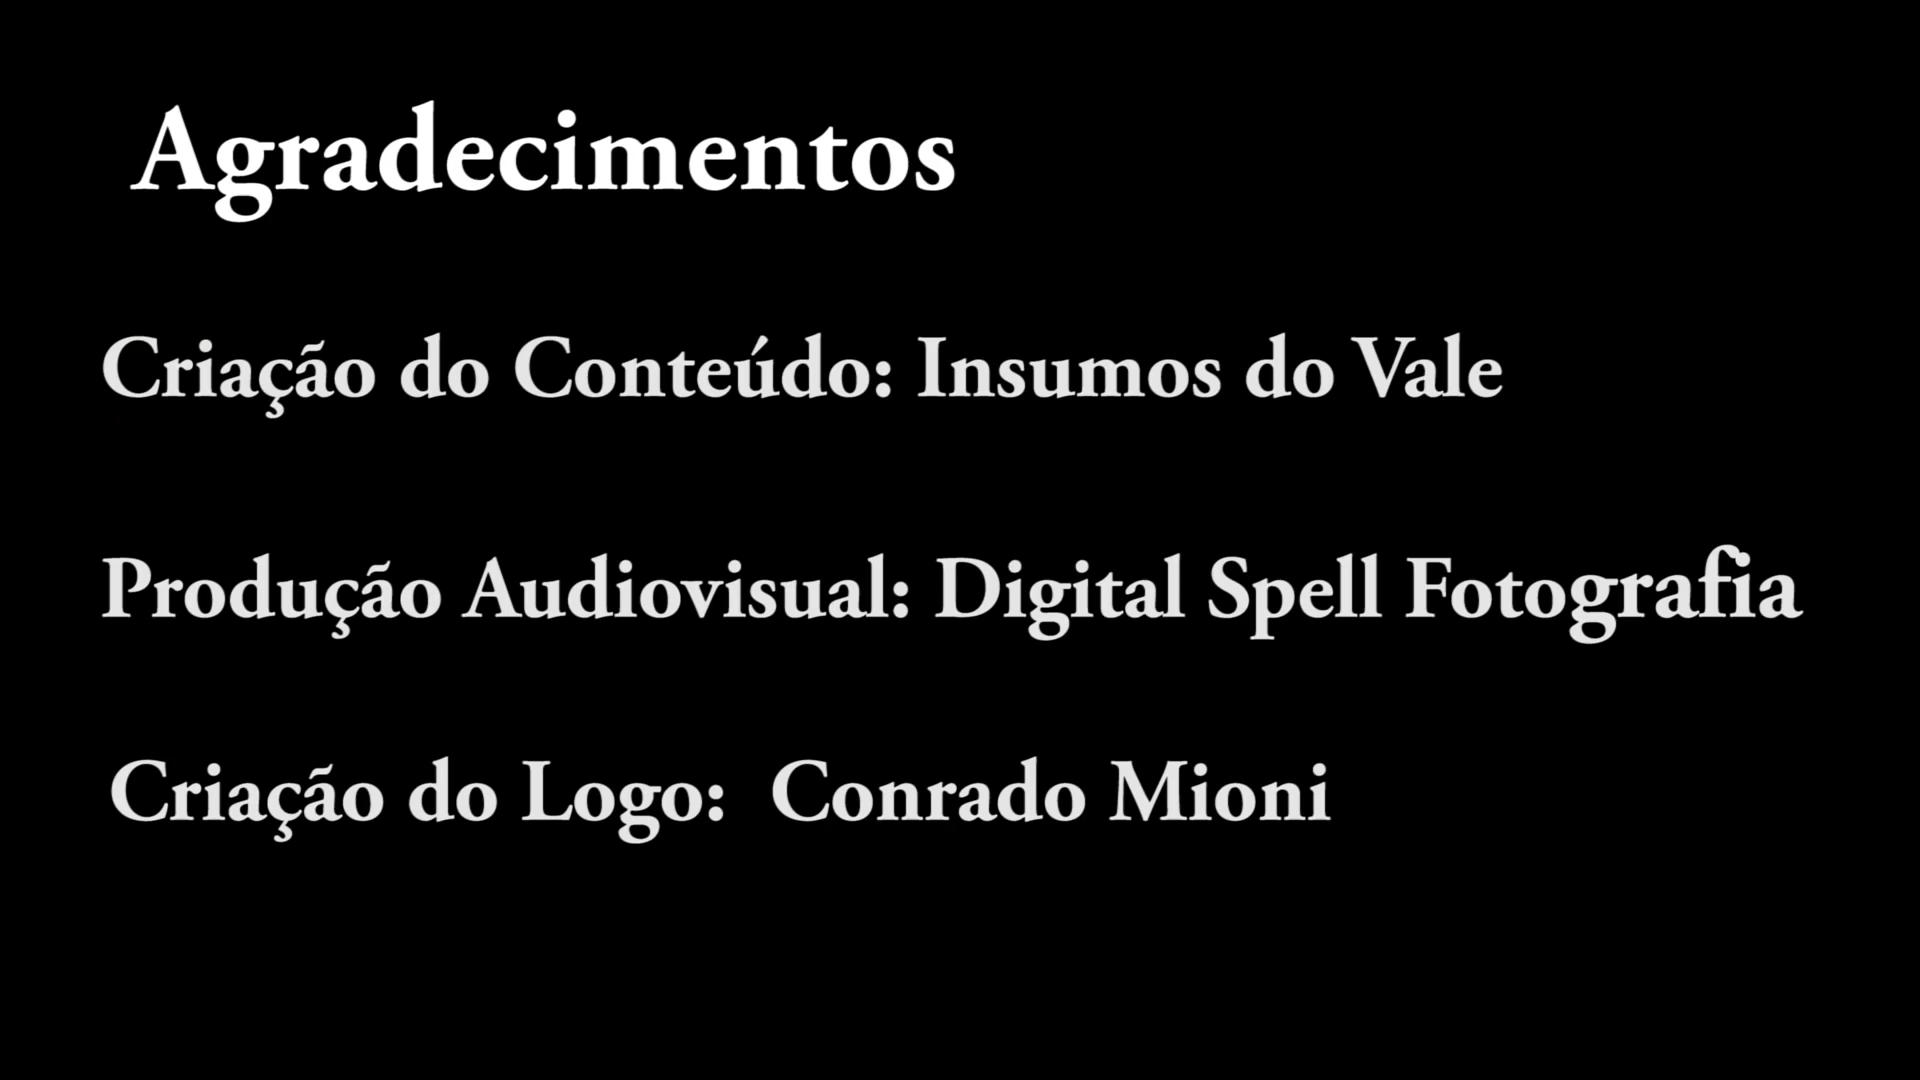 Agradecimentos
Criação do Conteúdo: Insumos do Vale
Produção Audiovisual: Digital Spell Fotografia
Criação do Logo: Conrado Mioni